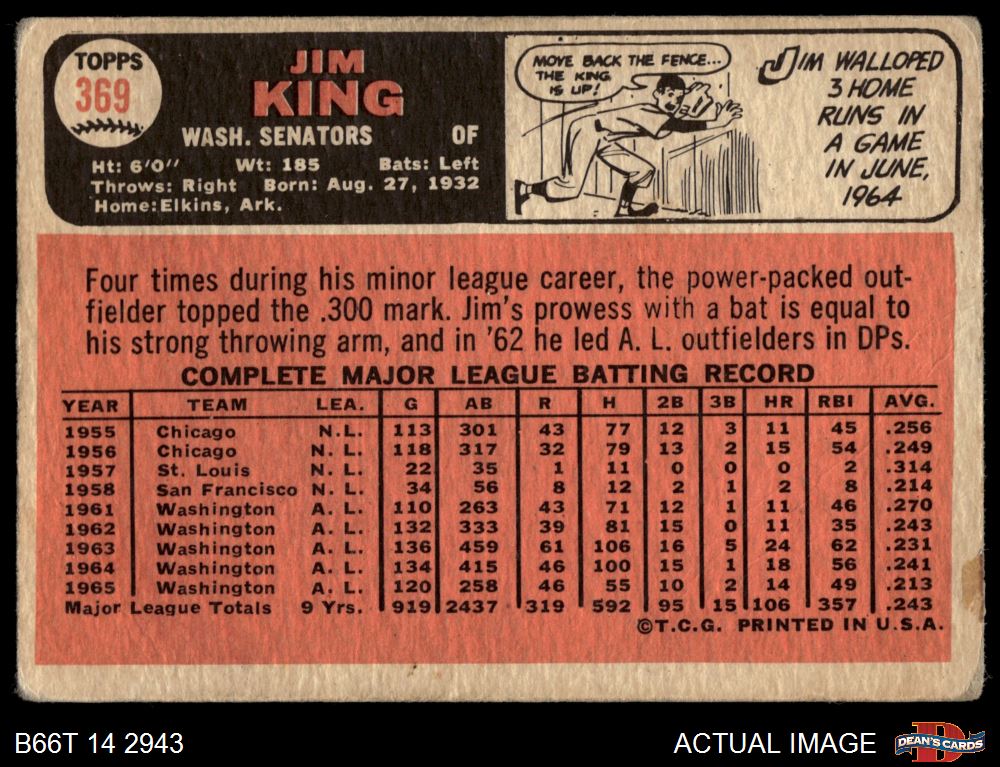 TOPPS
369
JIM
KING
WASH. SENATORS OF
Ht: 6'0" Wt: 185 Bats: Left
Throws: Right Born: Aug. 27, 1932
Home: Elkins, Ark.
MOVE BACK THE FENCE...
THE KING
IS UP!
JIM WALLOPED
3 HOME
RUNS IN
A GAME
IN JUNE,
1964
Four times during his minor league career, the power-packed out-
fielder topped the .300 mark. Jim's prowess with a bat is equal to
his strong throwing arm, and in '62 he led A. L. outfielders in DPs.
COMPLETE MAJOR LEAGUE BATTING RECORD
YEAR TEAM LEA. G AB R H 2B 3B HR RBI AVG.
1955 Chicago N.L. 113 301 43 77 12 3 11 45 .256
1956 Chicago N. L. 118 317 32 79 13 2 15 54 .249
1957 St. Louis N. L. 22 35 1 11 0 0 0 2 .314
1958 San Francisco N. L. 34 56 8 12 2 1 2 8 .214
1961 Washington A. L. 110 263 43 71 12 1 11 46 .270
1962 Washington A. L. 132 333 39 81 15 0 11 35 .243
1963 Washington A. L. 136 459 61 106 16 5 24 62 .231
1964 Washington A. L. 134 415 46 100 15 1 18 56 .241
1965 Washington A. L. 120 258 46 55 10 2 14 49 .213
Major League Totals 9 Yrs. 919 2437 319 592 95 15 106 357 .243
©T.C.G. PRINTED IN U.S.A.
B66T 14 2943
ACTUAL IMAGE
D
DEAN'S CARDS